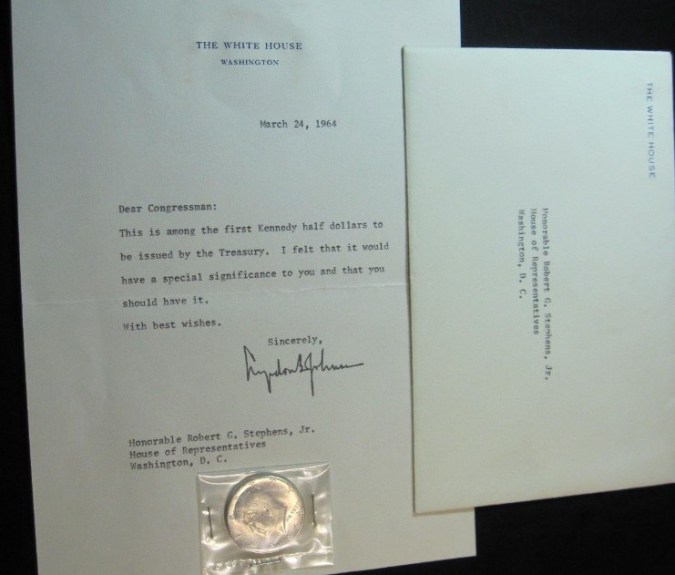 THE WHITE HOUSE
WASHINGTON
March 24, 1964
Dear Congressman:
This is among the first Kennedy half dollars to
be issued by the Treasury. I felt that it would
have a special significance to you and that you
should have it.
With best wishes.
Sincerely,
Lyndon B. Johnson
Honorable Robert G. Stephens, Jr.
House of Representatives
Washington, D. C.
THE WHITE HOUSE
Honorable Robert G. Stephens, Jr.
House of Representatives
Washington, D. C.